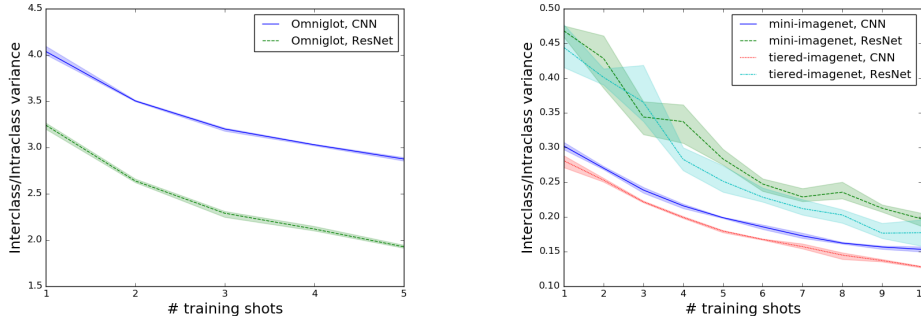 4.5
4.0
3.5
3.0
2.5
2.0
1.5
Interclass/Intraclass variance
Omniglot, CNN
Omniglot, ResNet
1 2 3 4 5
# training shots
0.50
0.45
0.40
0.35
0.30
0.25
0.20
0.15
0.10
Interclass/Intraclass variance
mini-imagenet, CNN
mini-imagenet, ResNet
tiered-imagenet, CNN
tiered-imagenet, ResNet
1 2 3 4 5 6 7 8 9
# training shots